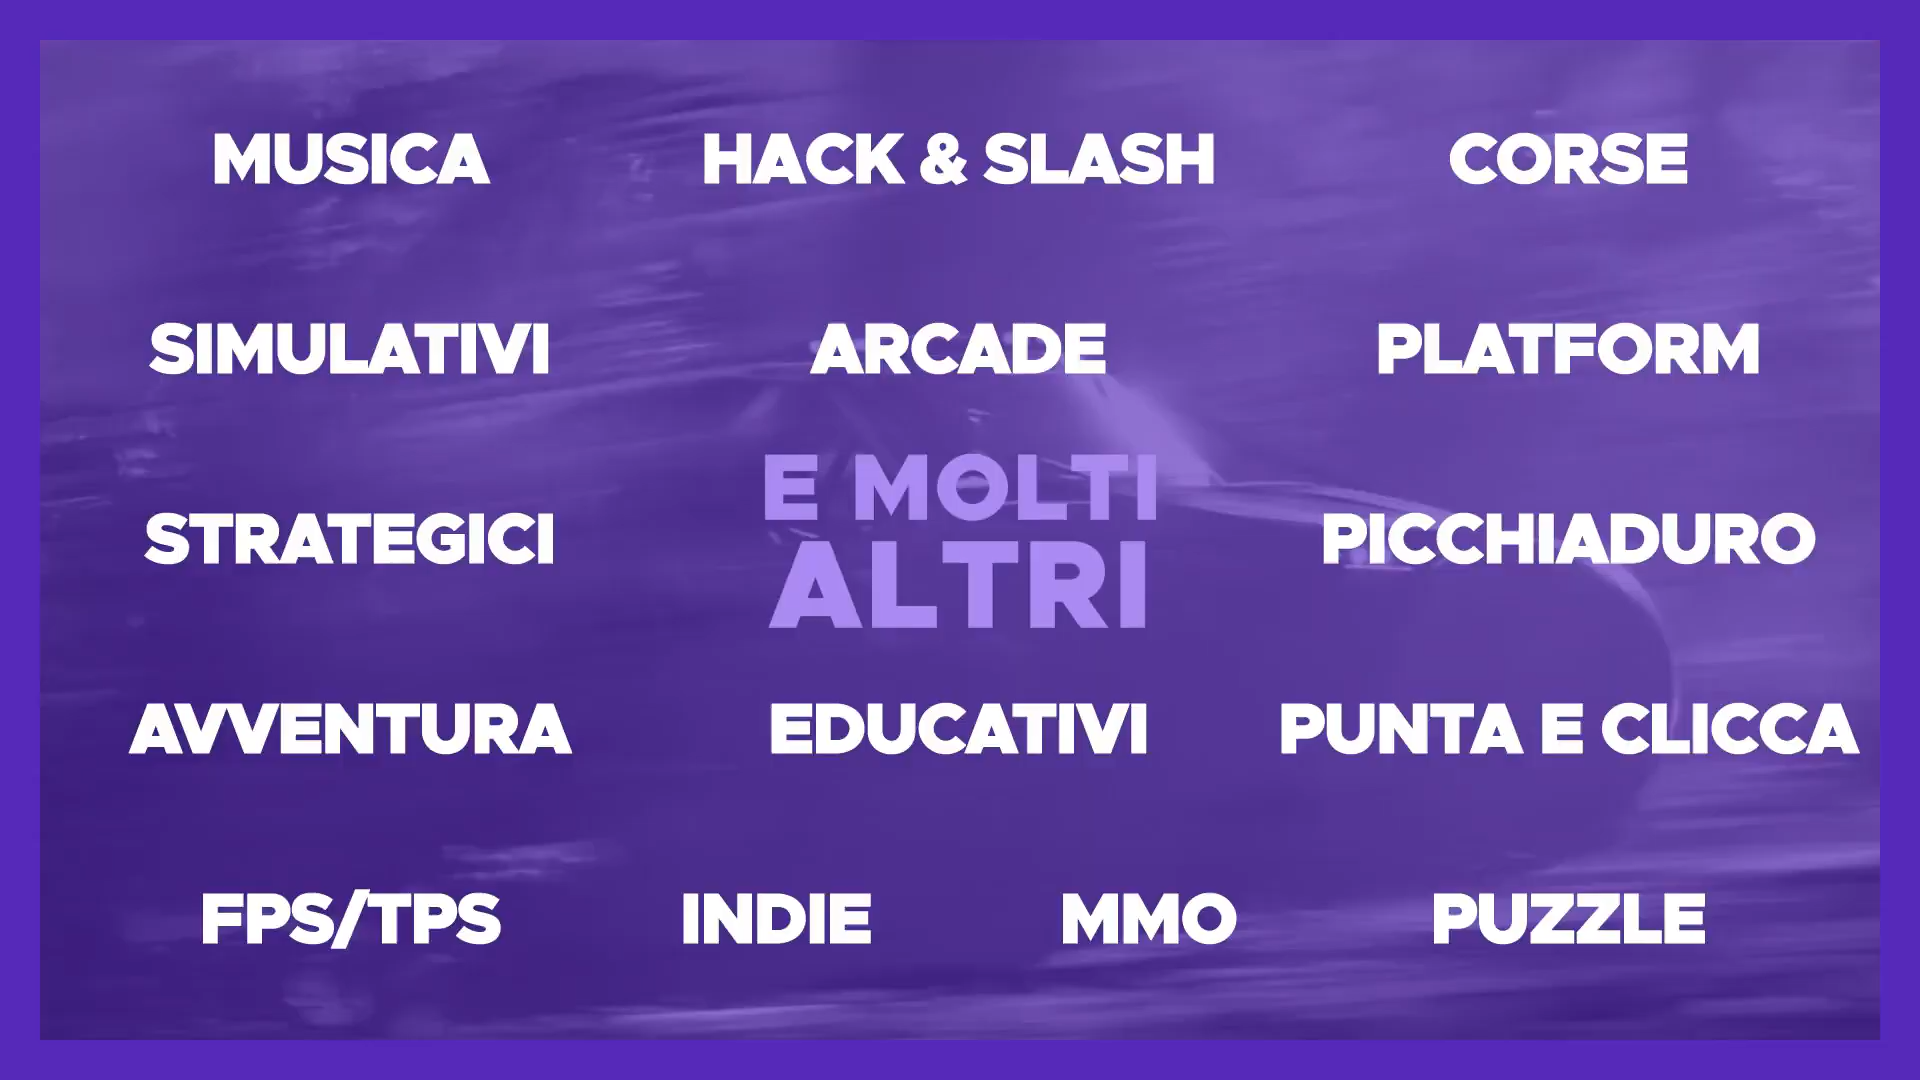 MUSICA
HACK & SLASH
CORSE
SIMULATIVI
ARCADE
PLATFORM
STRATEGICI
E MOLTI
ALTRI
PICCHIADURO
AVVENTURA
EDUCATIVI
PUNTA E CLICCA
FPS/TPS
INDIE
MMO
PUZZLE